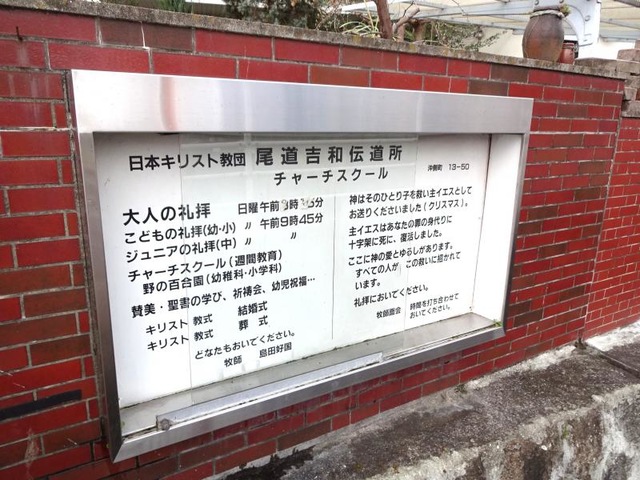 日本キリスト教団 尾道吉和伝道所
チャーチスクール
沖側町 13-50
大人の礼拝 日曜午前
こどもの礼拝(幼・小) 〃 午前9時45分
ジュニアの礼拝(中) 〃 〃
チャーチスクール(週間教育)
野の百合園(幼稚科・小学科)
賛美・聖書の学び、祈祷会、幼児祝福…
キリスト教式 結婚式
キリスト教式 葬式
どなたもおいでください。
牧師 島田好国
神はそのひとり子を救い主イエスとして
お送りくださいました(クリスマス)。
主イエスはあなたの罪の身代りに
十字架に死に、復活しました。
ここに神の愛とゆるしがあります。
すべての人が この救いに招かれて
います。
礼拝においでください。
牧師面会 時間を打ち合わせて
おいでください。